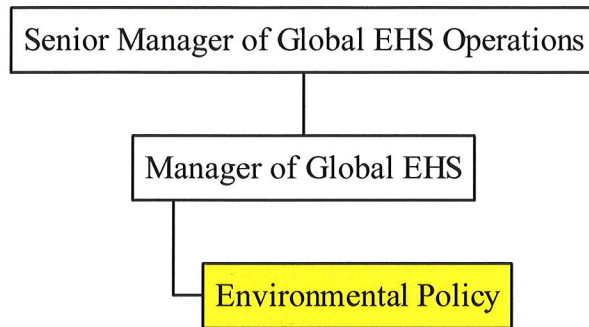 Senior Manager of Global EHS Operations
Manager of Global EHS
Environmental Policy